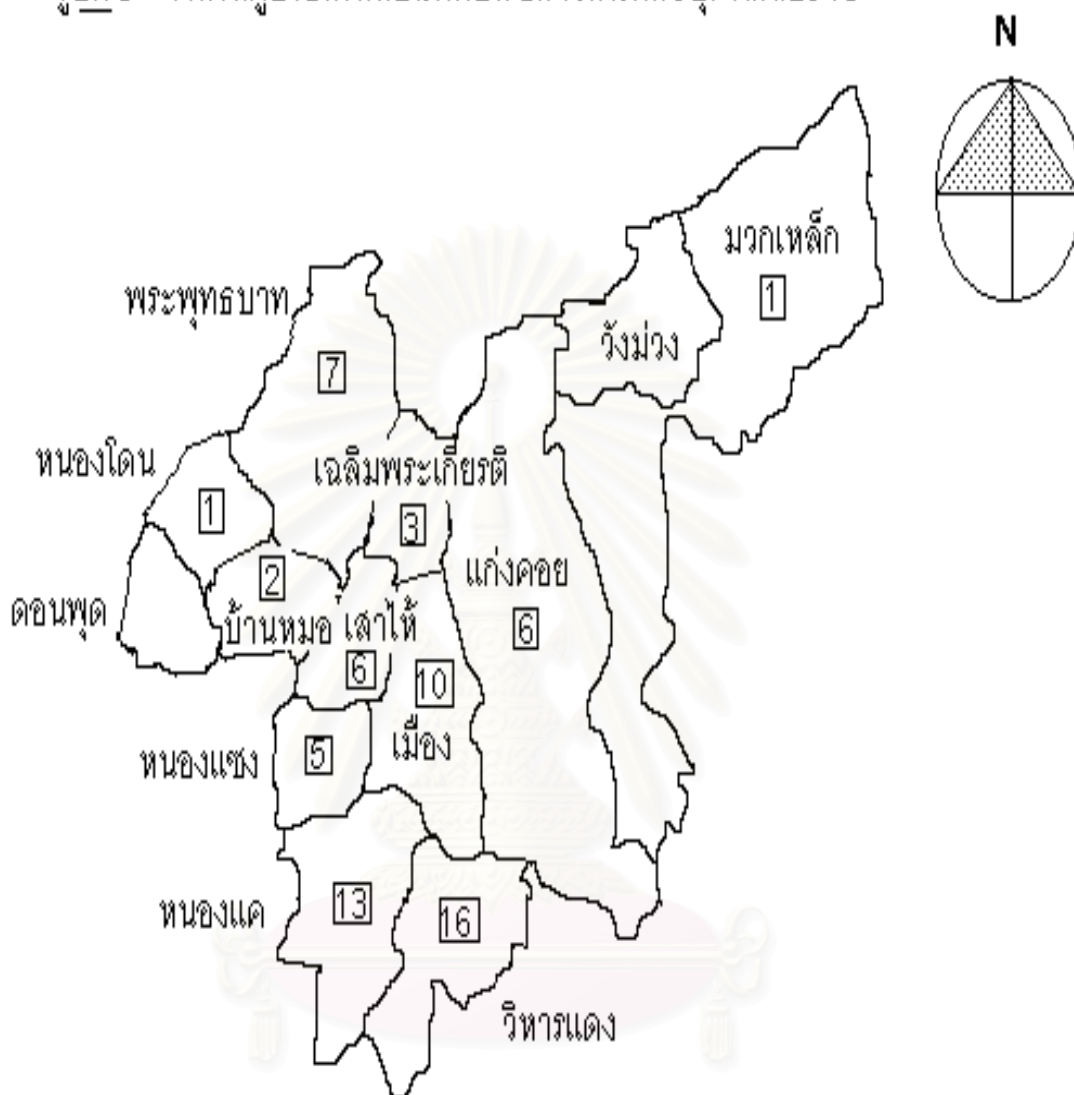 N
มวกเหล็ก
1
พระพุทธบาท
วังม่วง
7
หนองโดน
เฉลิมพระเกียรติ
1
3
แก่งคอย
2
ดอนพุด
บ้านหมอ เสาไห้
6
6
10
เมือง
หนองแซง
5
หนองแค
13
16
วิหารแดง